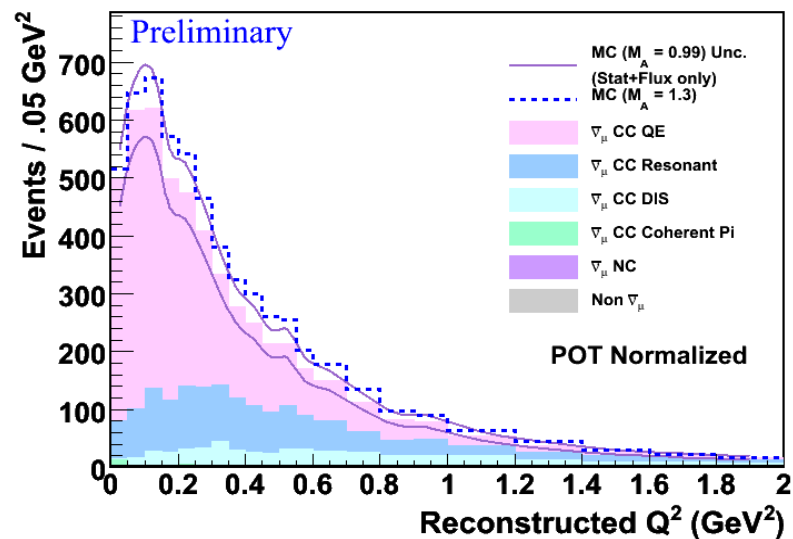 Preliminary
MC (M_A = 0.99) Unc.
(Stat+Flux only)
MC (M_A = 1.3)
ν̅_μ CC QE
ν̅_μ CC Resonant
ν̅_μ CC DIS
ν̅_μ CC Coherent Pi
ν̅_μ NC
Non ν̅_μ
POT Normalized
Events / .05 GeV²
700
600
500
400
300
200
100
0
0 0.2 0.4 0.6 0.8 1 1.2 1.4 1.6 1.8 2
Reconstructed Q² (GeV²)